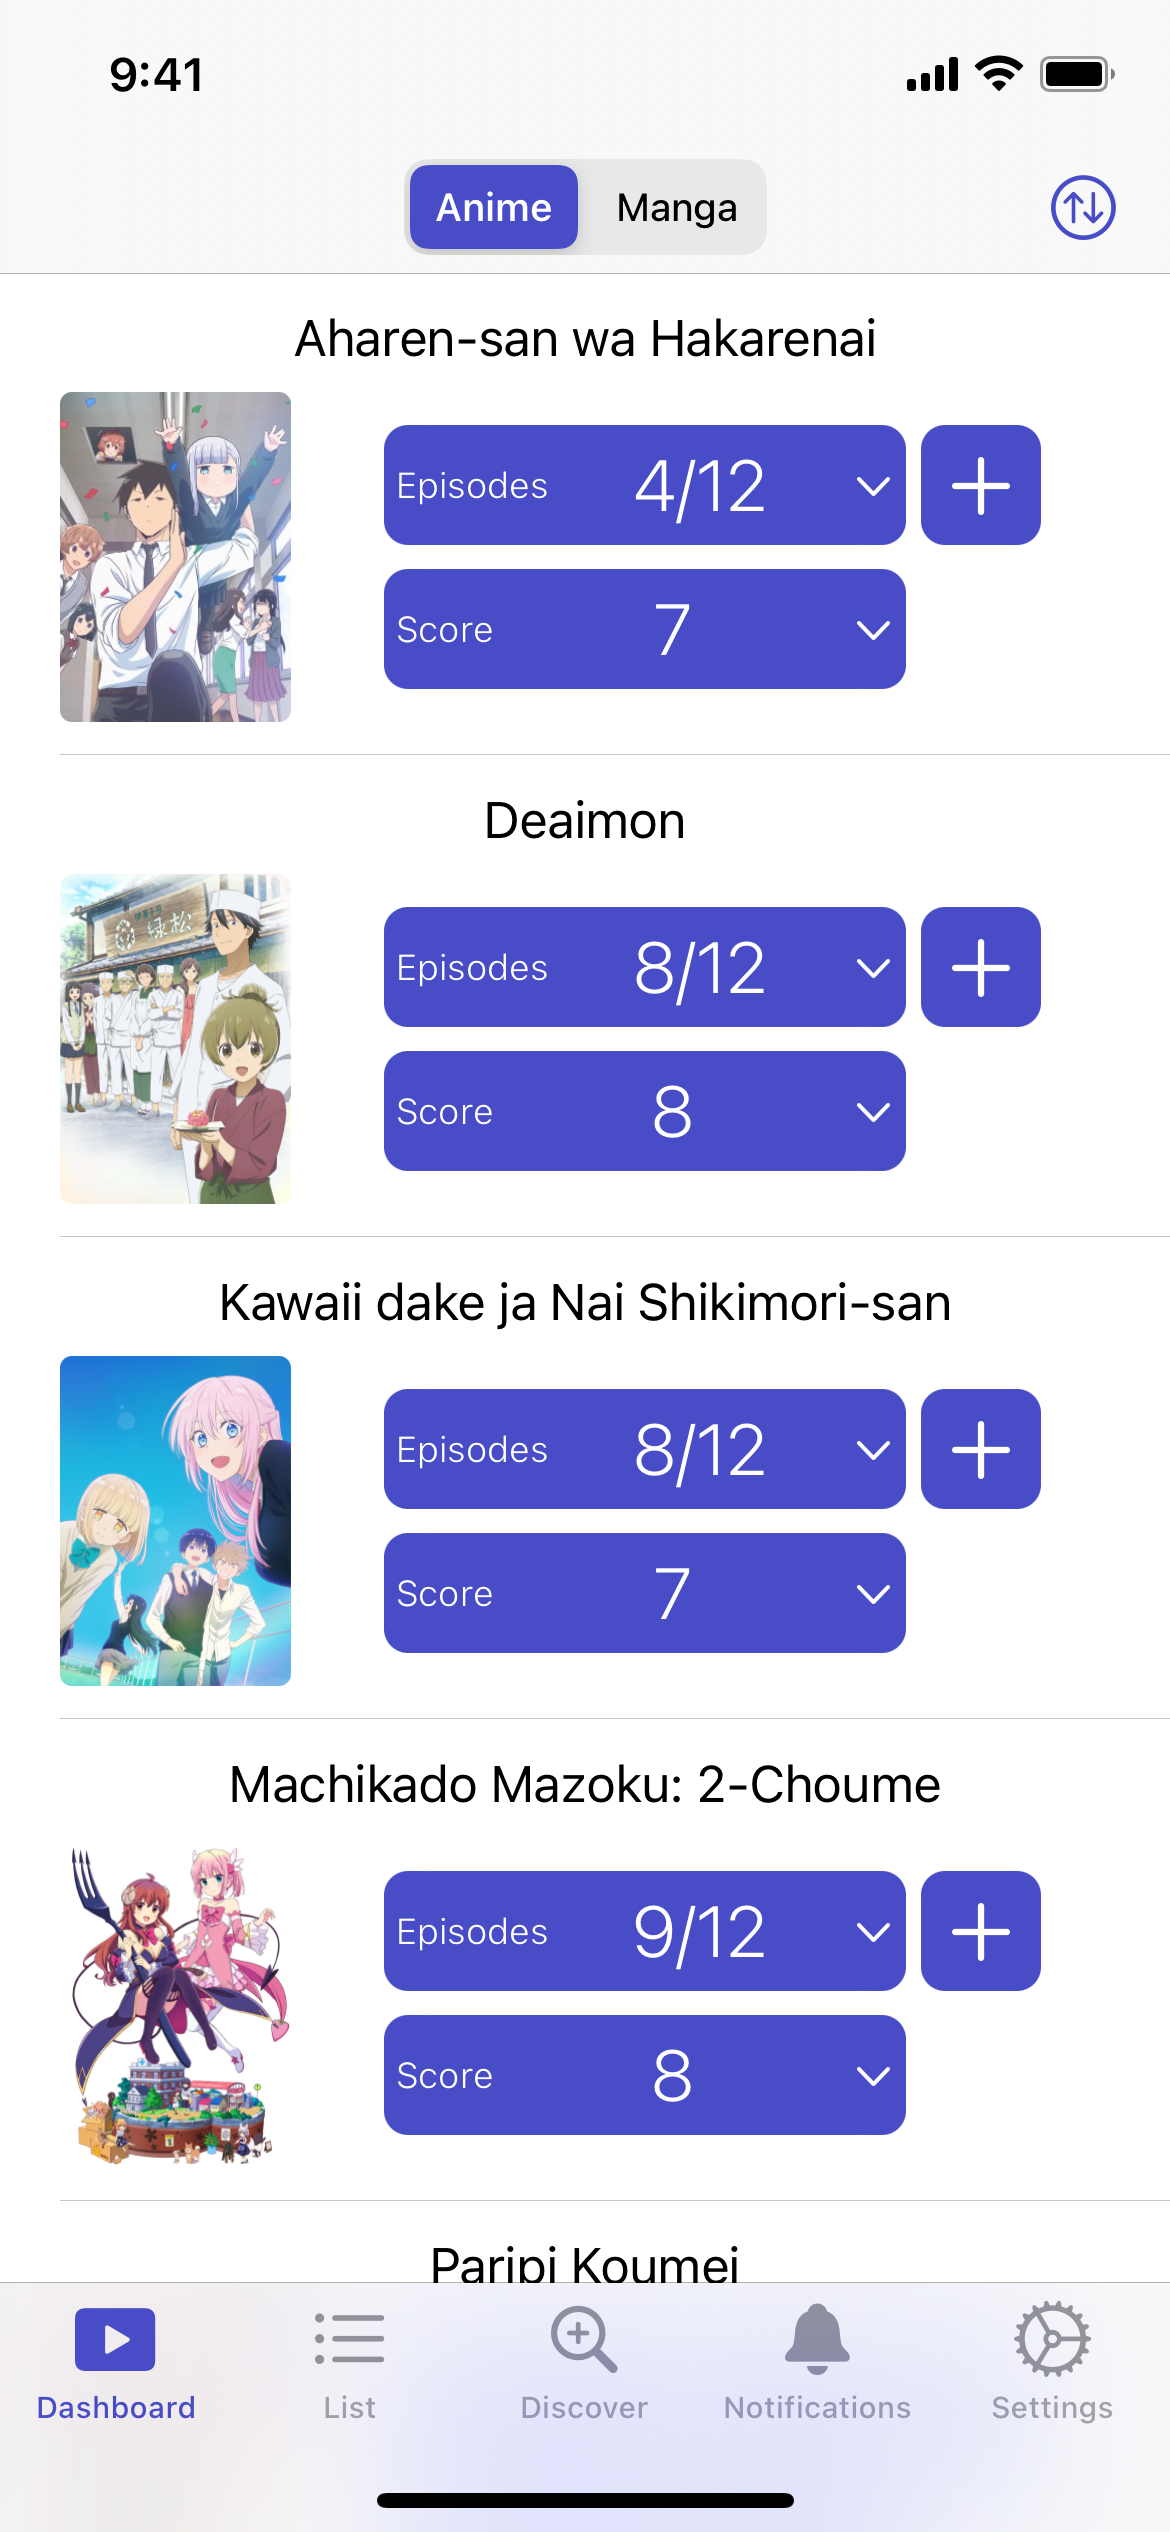 9:41
Anime
Manga
Aharen-san wa Hakarenai
Episodes 4/12
Score 7
Deaimon
緑松
Episodes 8/12
Score 8
Kawaii dake ja Nai Shikimori-san
Episodes 8/12
Score 7
Machikado Mazoku: 2-Choume
Episodes 9/12
Score 8
Paripi Koumei
Dashboard
List
Discover
Notifications
Settings